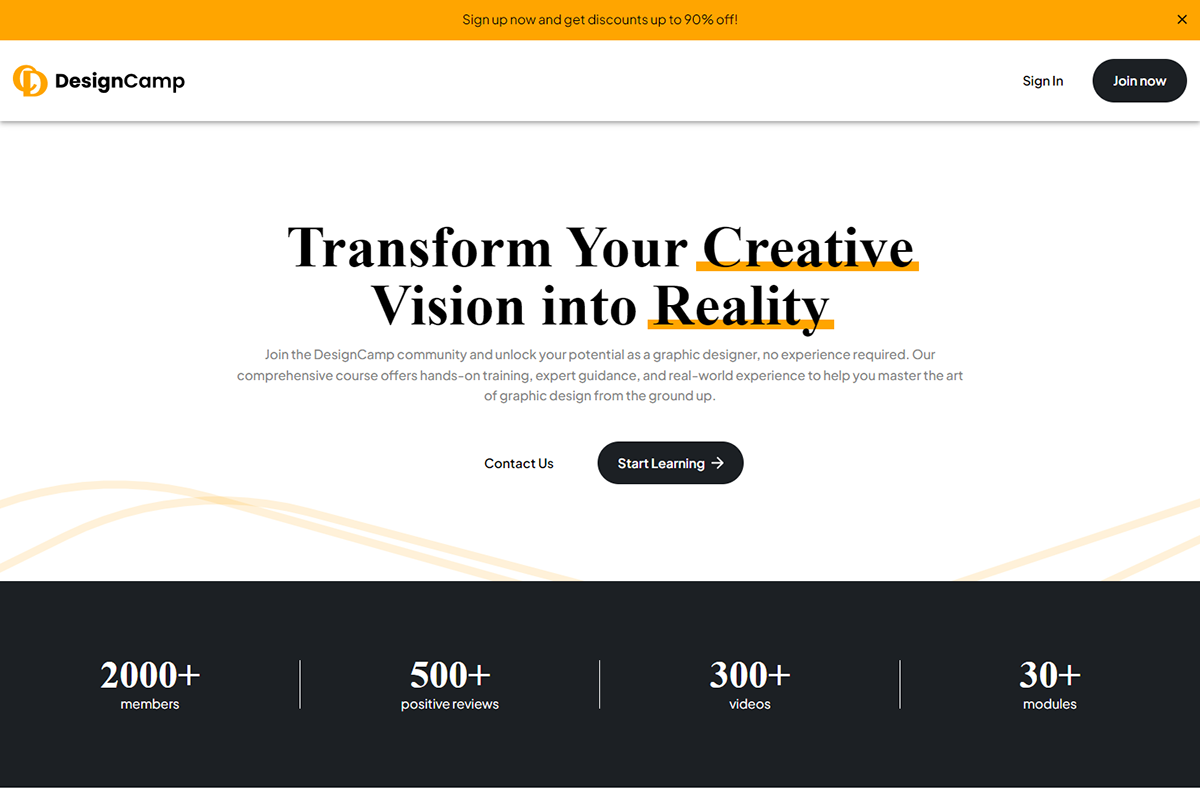 Sign up now and get discounts up to 90% off!
DesignCamp
Sign In
Join now
Transform Your Creative
Vision into Reality
Join the DesignCamp community and unlock your potential as a graphic designer, no experience required. Our
comprehensive course offers hands-on training, expert guidance, and real-world experience to help you master the art
of graphic design from the ground up.
Contact Us
Start Learning →
2000+
members
500+
positive reviews
300+
videos
30+
modules